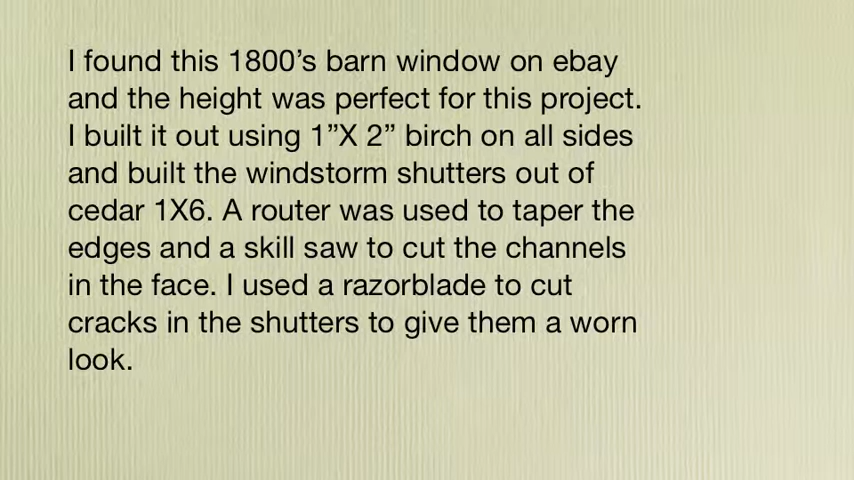 I found this 1800’s barn window on ebay
and the height was perfect for this project.
I built it out using 1”X 2” birch on all sides
and built the windstorm shutters out of
cedar 1X6. A router was used to taper the
edges and a skill saw to cut the channels
in the face. I used a razorblade to cut
cracks in the shutters to give them a worn
look.